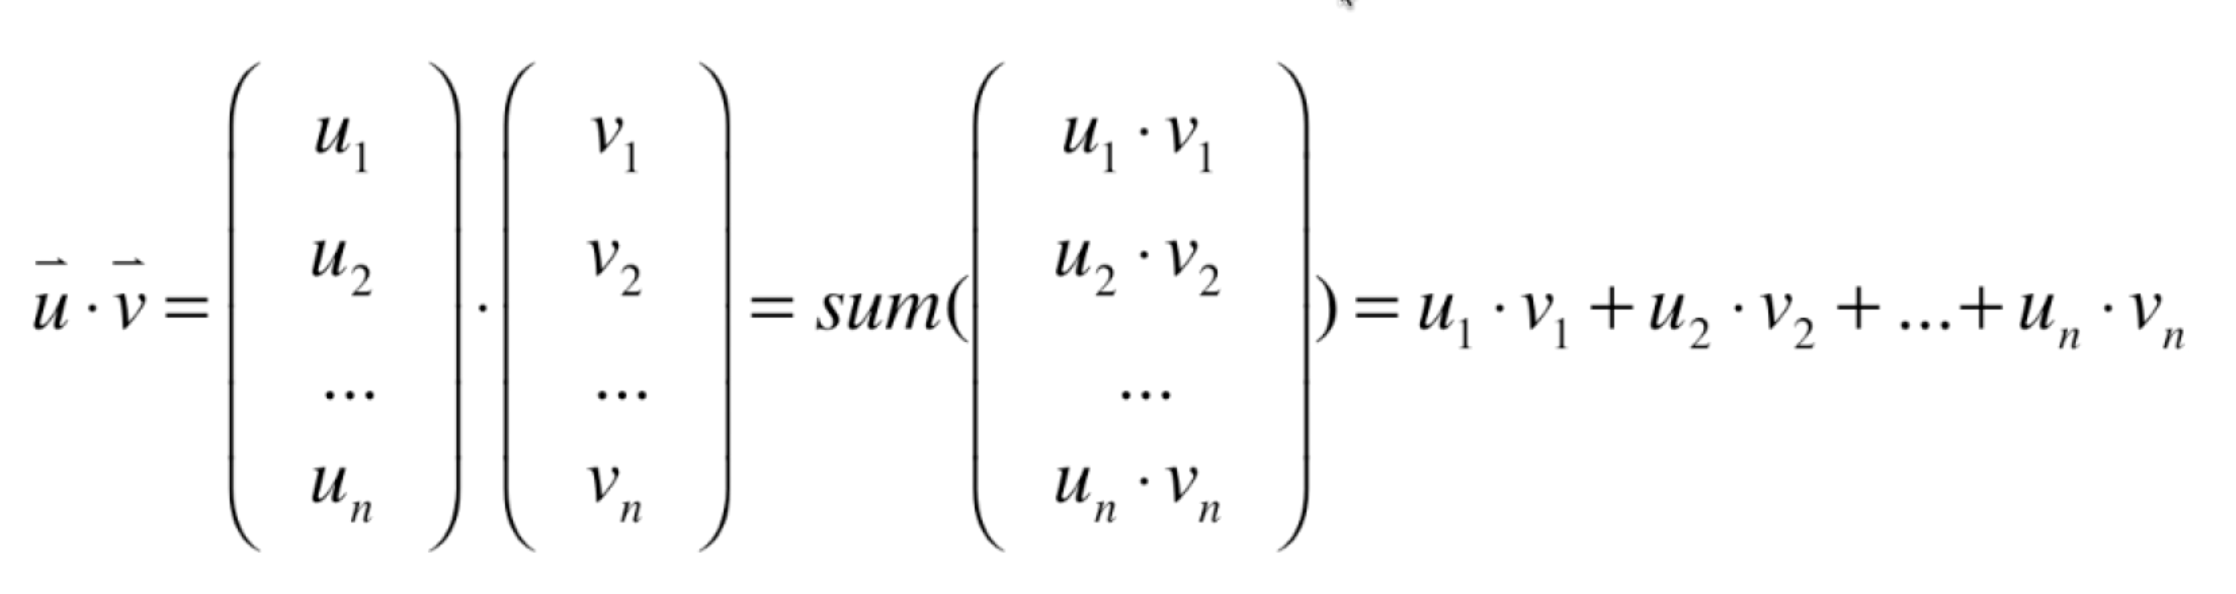 $\vec{u} \cdot \vec{v} = \begin{pmatrix} u_1 \\ u_2 \\ ... \\ u_n \end{pmatrix} \cdot \begin{pmatrix} v_1 \\ v_2 \\ ... \\ v_n \end{pmatrix} = sum(\begin{pmatrix} u_1 \cdot v_1 \\ u_2 \cdot v_2 \\ ... \\ u_n \cdot v_n \end{pmatrix}) = u_1 \cdot v_1 + u_2 \cdot v_2 + ... + u_n \cdot v_n$